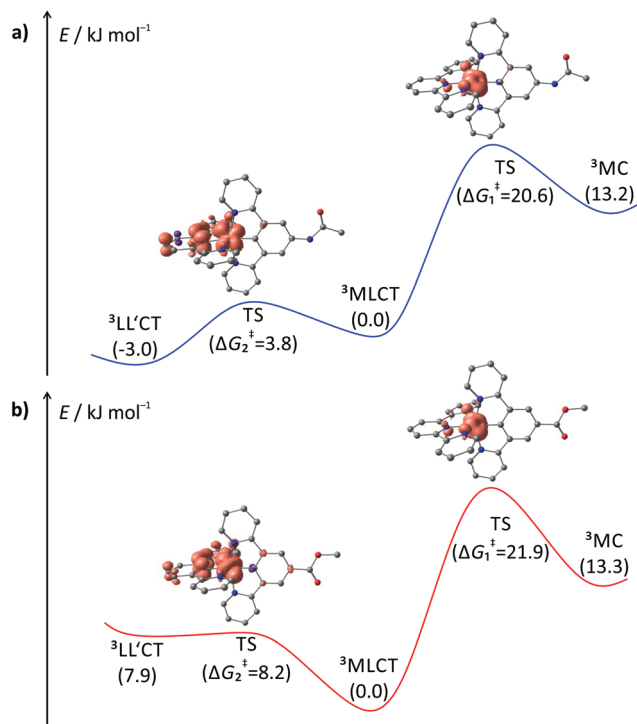 a)
E / kJ mol⁻¹
TS
(ΔG₁‡=20.6)
³MC
(13.2)
³LL'CT
(-3.0)
TS
(ΔG₂‡=3.8)
³MLCT
(0.0)
b)
E / kJ mol⁻¹
TS
(ΔG₁‡=21.9)
³MC
(13.3)
³LL'CT
(7.9)
TS
(ΔG₂‡=8.2)
³MLCT
(0.0)